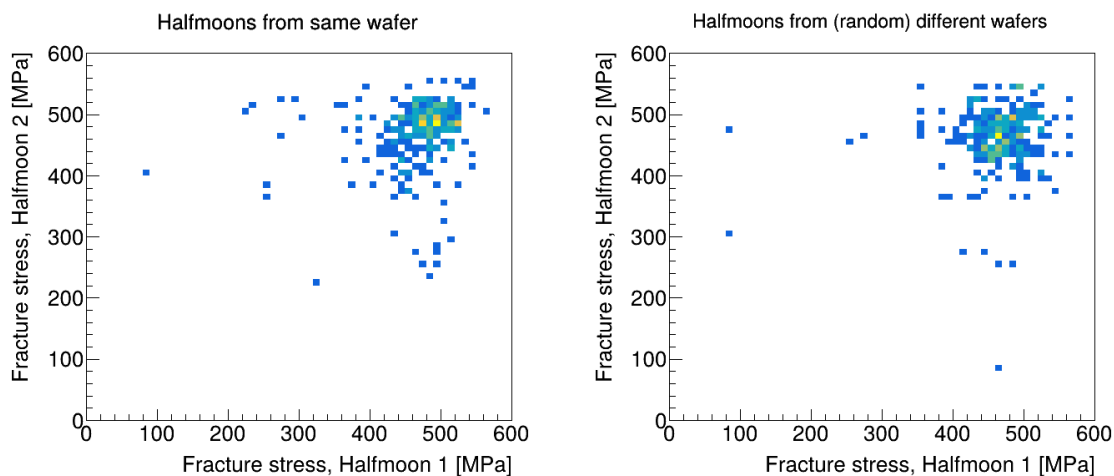 Halfmoons from same wafer
Fracture stress, Halfmoon 2 [MPa]
600
500
400
300
200
100
0
0 100 200 300 400 500 600
Fracture stress, Halfmoon 1 [MPa]
Halfmoons from (random) different wafers
Fracture stress, Halfmoon 2 [MPa]
600
500
400
300
200
100
0
0 100 200 300 400 500 600
Fracture stress, Halfmoon 1 [MPa]